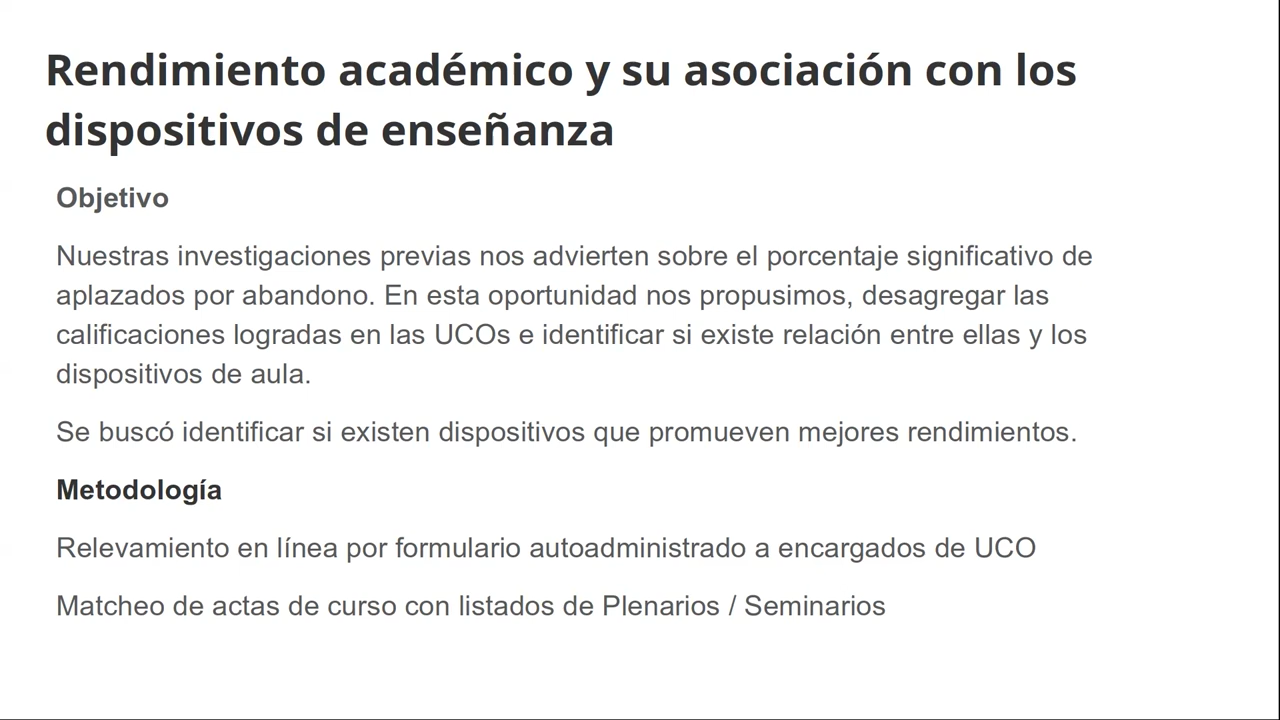 Rendimiento académico y su asociación con los
dispositivos de enseñanza
Objetivo
Nuestras investigaciones previas nos advierten sobre el porcentaje significativo de
aplazados por abandono. En esta oportunidad nos propusimos, desagregar las
calificaciones logradas en las UCOs e identificar si existe relación entre ellas y los
dispositivos de aula.
Se buscó identificar si existen dispositivos que promueven mejores rendimientos.
Metodología
Relevamiento en línea por formulario autoadministrado a encargados de UCO
Matcheo de actas de curso con listados de Plenarios / Seminarios